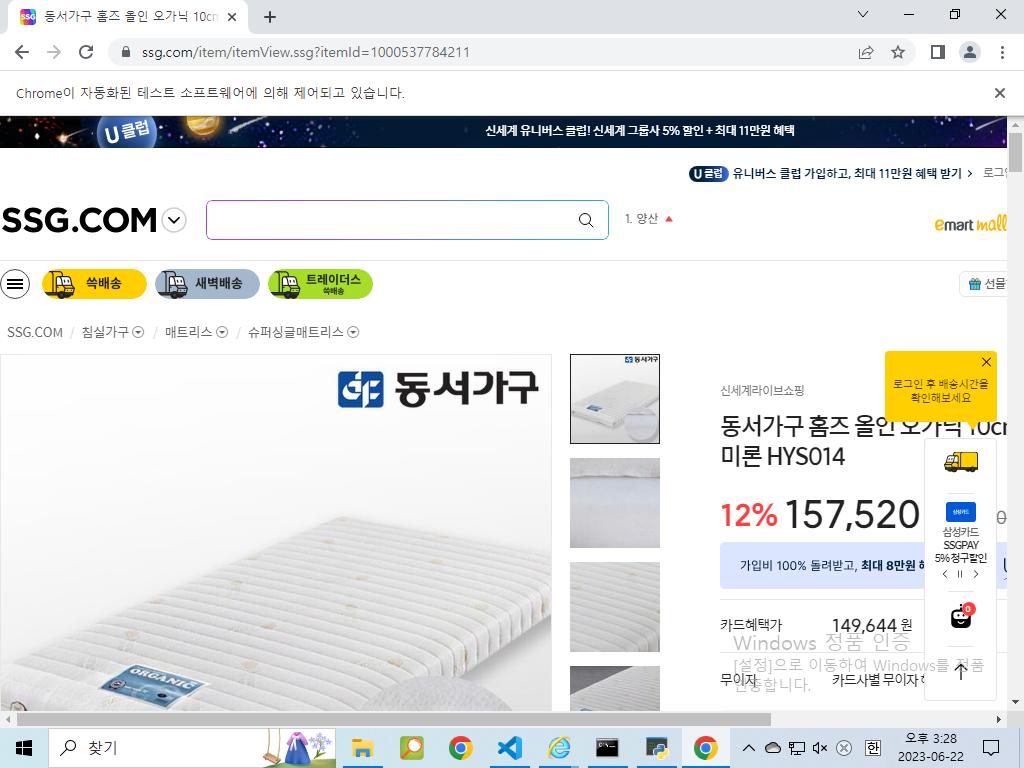 동서가구 홈즈 올인 오가닉 10cm
ssg.com/item/itemView.ssg?itemId=1000537784211
Chrome이 자동화된 테스트 소프트웨어에 의해 제어되고 있습니다.
U 클럽
신세계 유니버스 클럽! 신세계 그룹사 5% 할인 + 최대 11만원 혜택
U 클럽 유니버스 클럽 가입하고, 최대 11만원 혜택 받기 > 로그인
SSG.COM
1. 양산
emart mall
쓱배송
새벽배송
트레이더스
쓱배송
선물
SSG.COM / 침실가구 / 매트리스 / 슈퍼싱글매트리스
동서가구
동서가구
ORGANIC
신세계라이브쇼핑
로그인 후 배송시간을
확인해보세요
동서가구 홈즈 올인 오가닉 10cm
미론 HYS014
12% 157,520
가입비 100% 돌려받고, 최대 8만원 혜
삼성카드
삼성카드
SSGPAY
5% 청구할인
카드혜택가 149,644 원
0
무이자 카드사별 무이자
Windows 정품 인증
[설정]으로 이동하여 Windows를 정품
인증합니다.
찾기
한
오후 3:28
2023-06-22